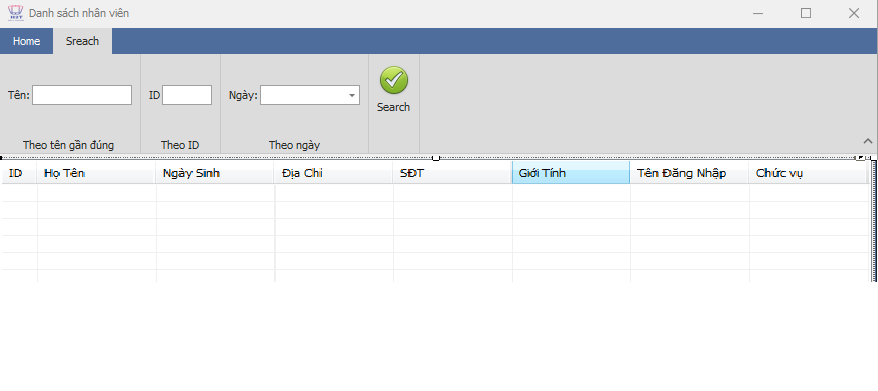 Danh sách nhân viên
Home Sreach
Tên: ID Ngày: Search
Theo tên gần đúng Theo ID Theo ngày
ID Họ Tên Ngày Sinh Địa Chỉ SĐT Giới Tính Tên Đăng Nhập Chức vụ